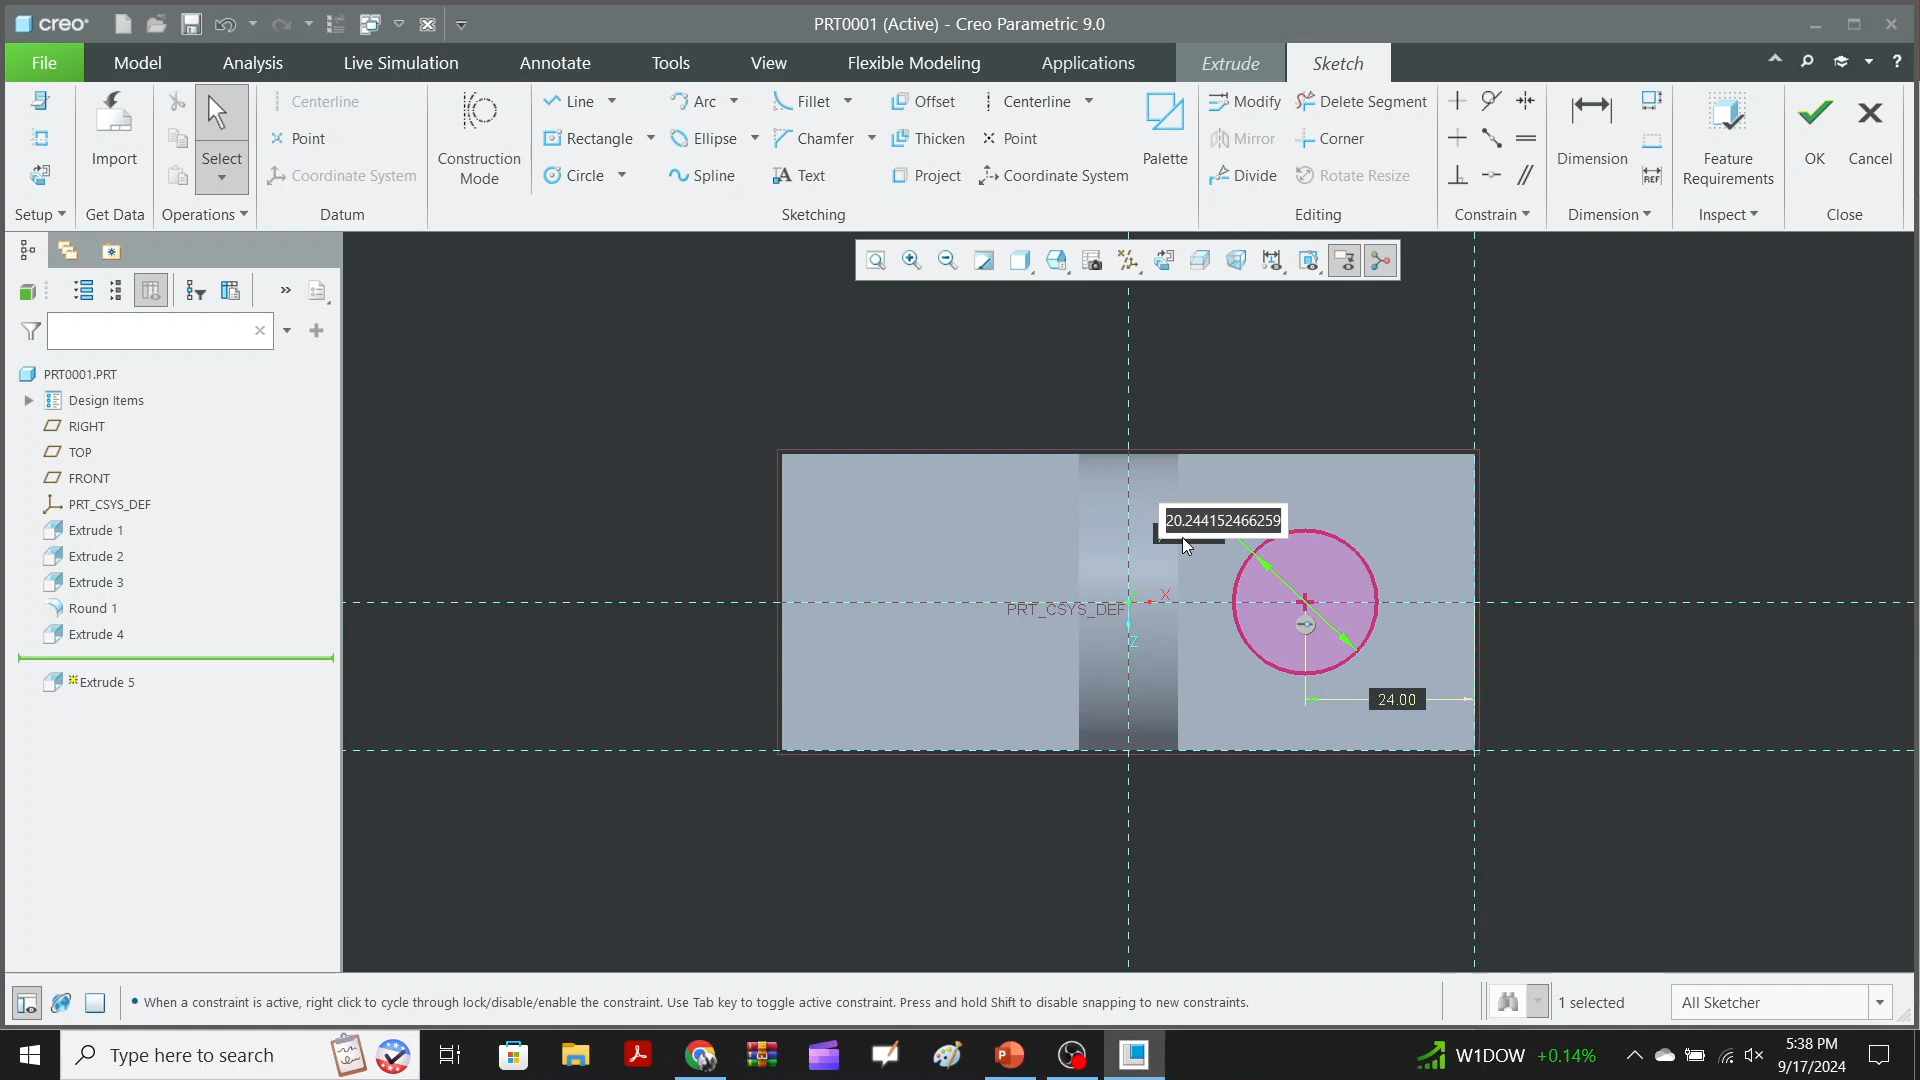 creo
PRT0001 (Active) - Creo Parametric 9.0
File Model Analysis Live Simulation Annotate Tools View Flexible Modeling Applications Extrude Sketch ?
Import
Select
Centerline
Point
Coordinate System
Construction Mode
Line Arc Fillet Offset Centerline
Rectangle Ellipse Chamfer Thicken Point
Circle Spline Text Project Coordinate System
Palette
Modify Delete Segment
Mirror Corner
Divide Rotate Resize
Dimension
REF
Feature Requirements
OK
Cancel
Setup Get Data Operations Datum Sketching Editing Constrain Dimension Inspect Close
PRT0001.PRT
Design Items
RIGHT
TOP
FRONT
PRT_CSYS_DEF
Extrude 1
Extrude 2
Extrude 3
Round 1
Extrude 4
Extrude 5
20.244152466259
X
PRT_CSYS_DEF
Z
24.00
• When a constraint is active, right click to cycle through lock/disable/enable the constraint. Use Tab key to toggle active constraint. Press and hold Shift to disable snapping to new constraints.
1 selected
All Sketcher
Type here to search
W1DOW +0.14%
5:38 PM
9/17/2024